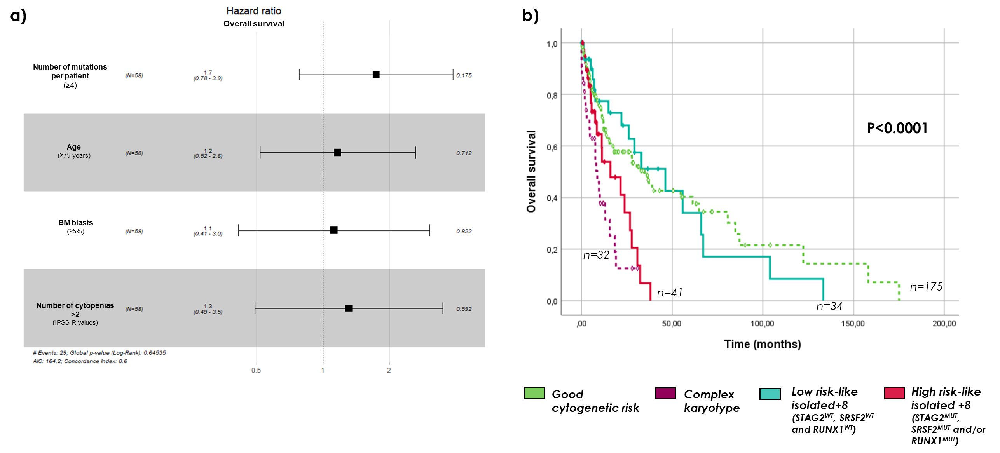 a)
Hazard ratio
Overall survival
Number of mutations
per patient
(≥4)
(N=58)
1.7
(0.78 - 3.9)
0.175
Age
(≥75 years)
(N=58)
1.2
(0.52 - 2.6)
0.712
BM blasts
(≥5%)
(N=58)
1.1
(0.41 - 3.0)
0.822
Number of cytopenias
>2
(IPSS-R values)
(N=58)
1.3
(0.49 - 3.5)
0.592
# Events: 29; Global p-value (Log-Rank): 0.64535
AIC: 164.2; Concordance Index: 0.6
0.5 1 2
b)
Overall survival
1,0
0,8
0,6
0,4
0,2
0,0
P<0.0001
n=32
n=41
n=34
n=175
,00 50,00 100,00 150,00 200,00
Time (months)
Good
cytogenetic risk
Complex
karyotype
Low risk-like
isolated+8
(STAG2WT, SRSF2WT
and RUNX1WT)
High risk-like
isolated +8
(STAG2MUT,
SRSF2MUT and/or
RUNX1MUT)